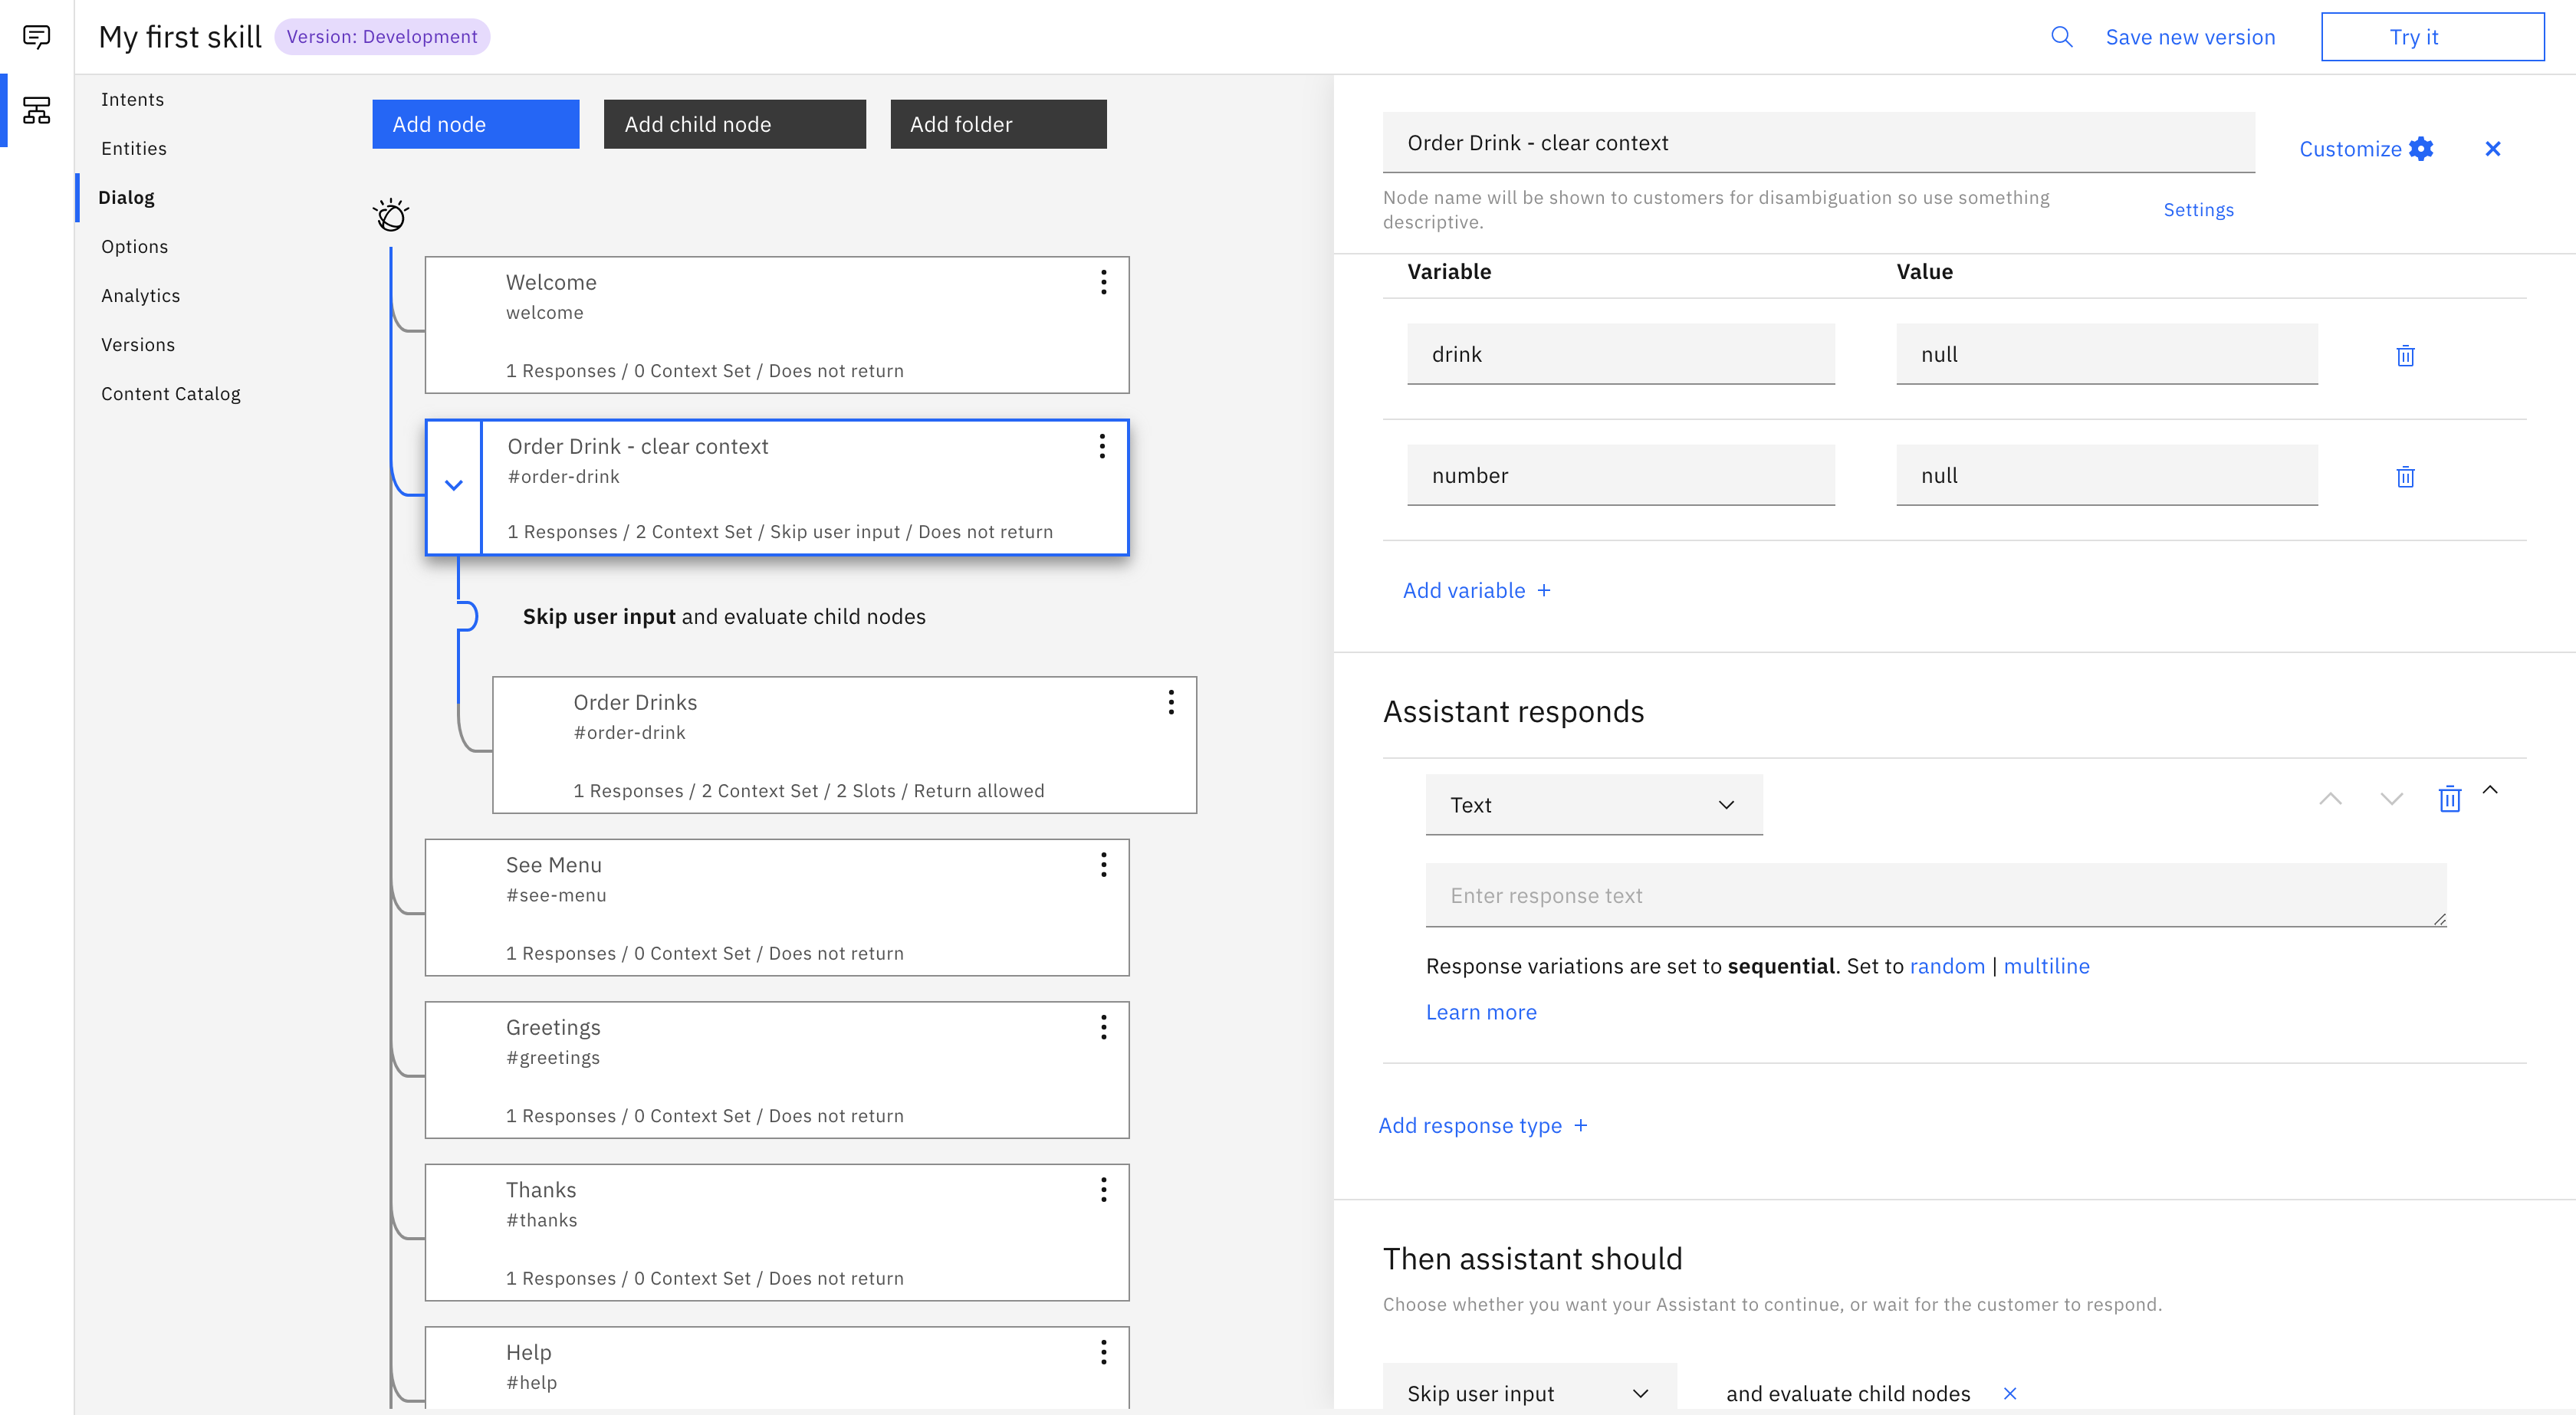 My first skill
Version: Development
Save new version
Try it
Intents
Entities
Dialog
Options
Analytics
Versions
Content Catalog
Add node
Add child node
Add folder
Welcome
welcome
1 Responses / 0 Context Set / Does not return
Order Drink - clear context
#order-drink
1 Responses / 2 Context Set / Skip user input / Does not return
Skip user input and evaluate child nodes
Order Drinks
#order-drink
1 Responses / 2 Context Set / 2 Slots / Return allowed
See Menu
#see-menu
1 Responses / 0 Context Set / Does not return
Greetings
#greetings
1 Responses / 0 Context Set / Does not return
Thanks
#thanks
1 Responses / 0 Context Set / Does not return
Help
#help
Order Drink - clear context
Customize
Node name will be shown to customers for disambiguation so use something
descriptive.
Settings
Variable Value
drink null
number null
Add variable +
Assistant responds
Text
Enter response text
Response variations are set to sequential. Set to random | multiline
Learn more
Add response type +
Then assistant should
Choose whether you want your Assistant to continue, or wait for the customer to respond.
Skip user input and evaluate child nodes